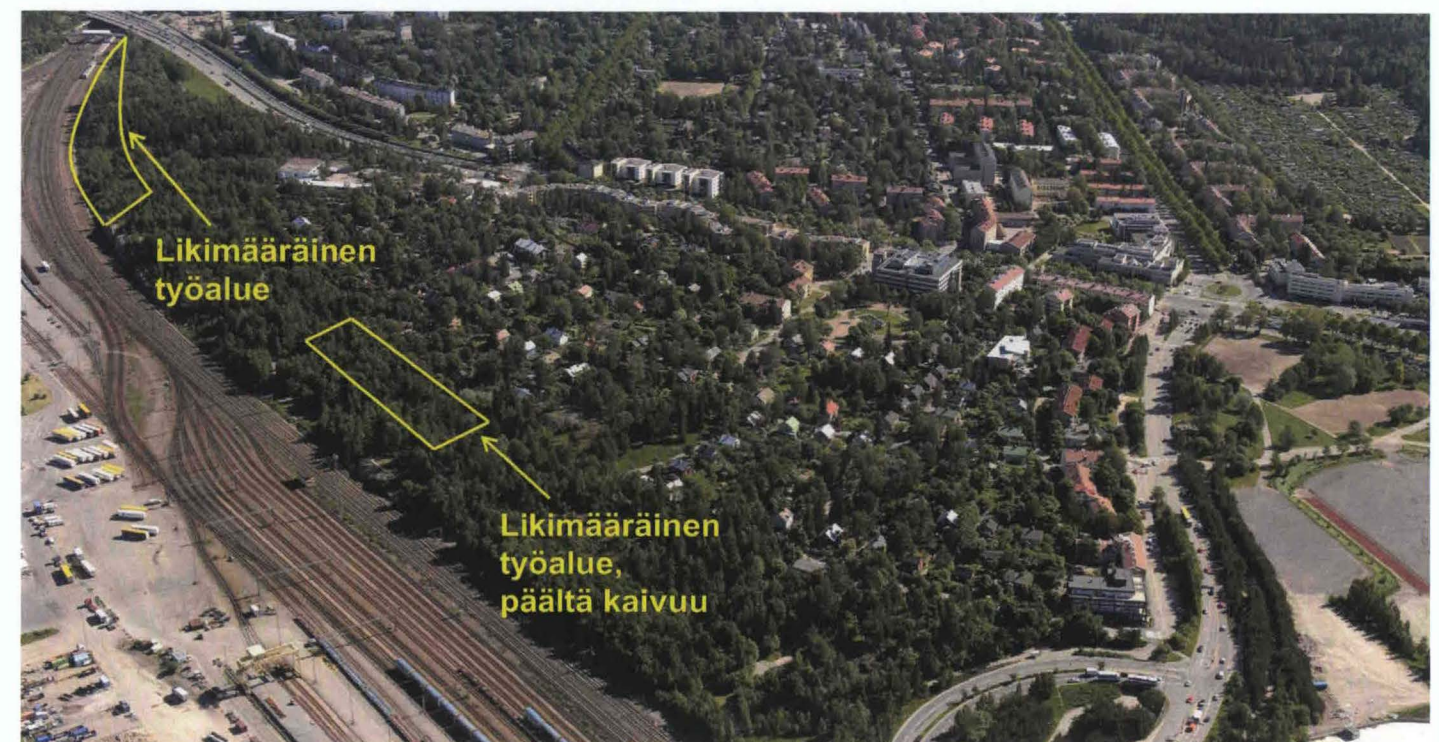 Likimääräinen
työalue
Likimääräinen
työalue,
päältä kaivuu